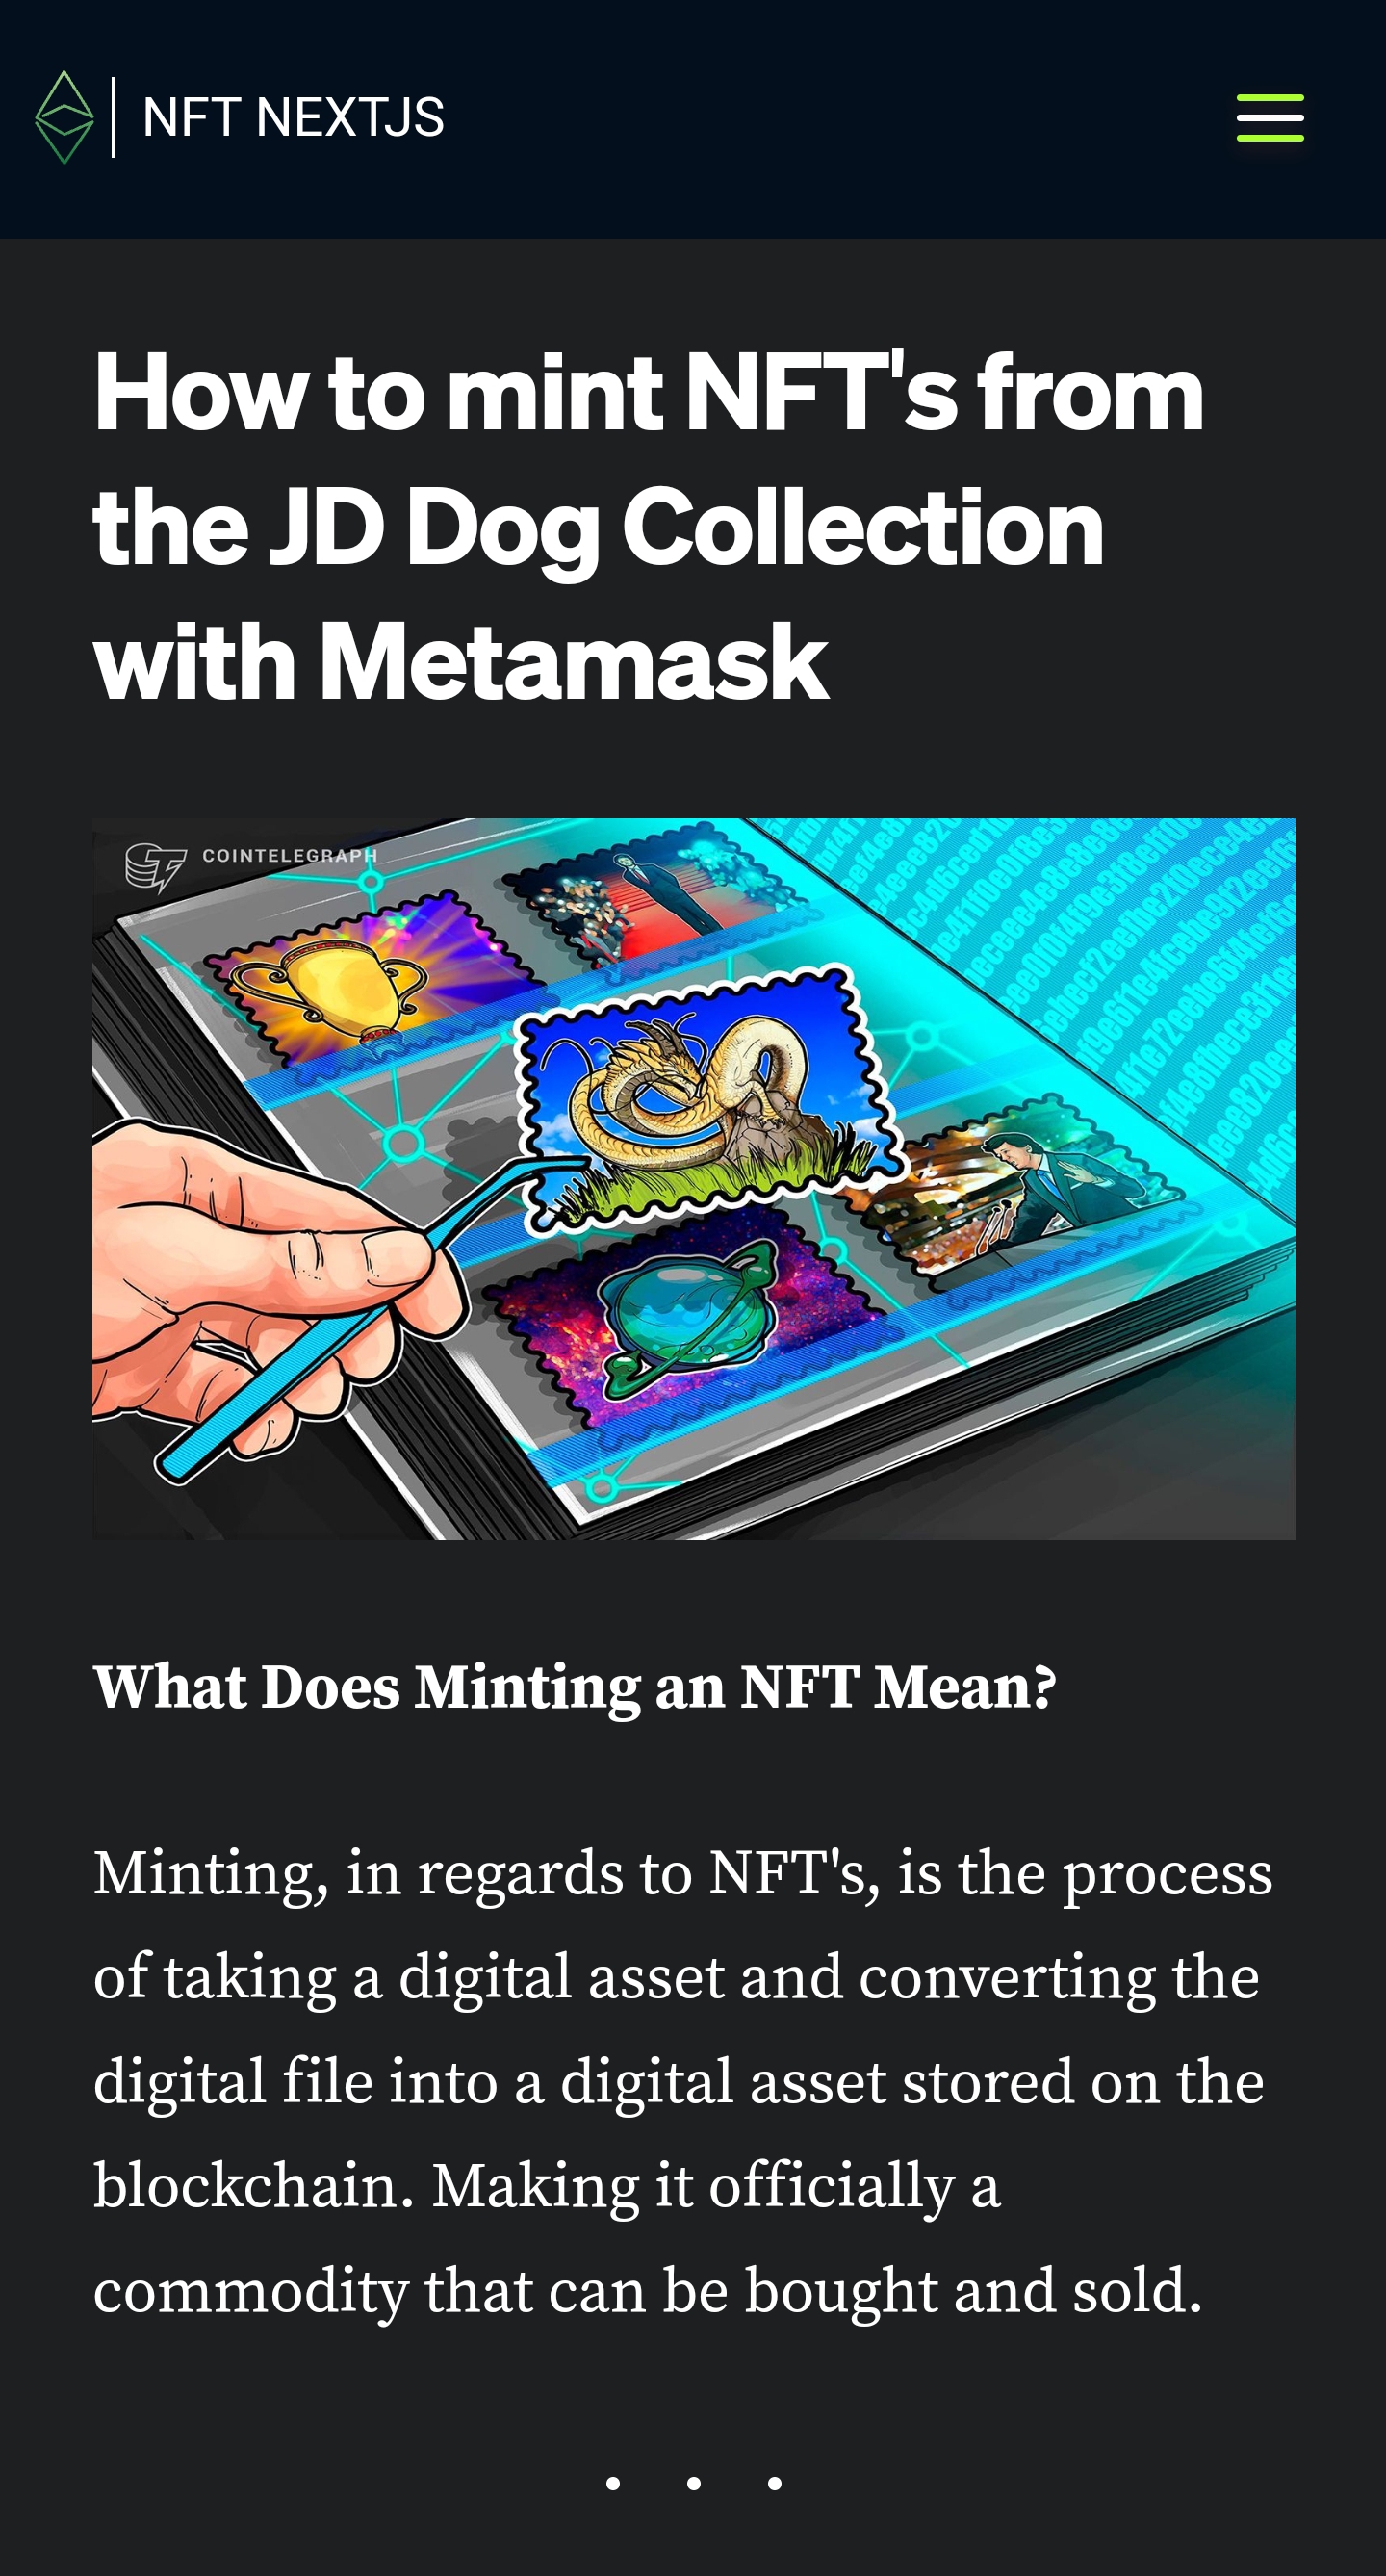 NFT NEXTJS
How to mint NFT's from
the JD Dog Collection
with Metamask
COINTELEGRAPH
What Does Minting an NFT Mean?
Minting, in regards to NFT's, is the process
of taking a digital asset and converting the
digital file into a digital asset stored on the
blockchain. Making it officially a
commodity that can be bought and sold.
• • •